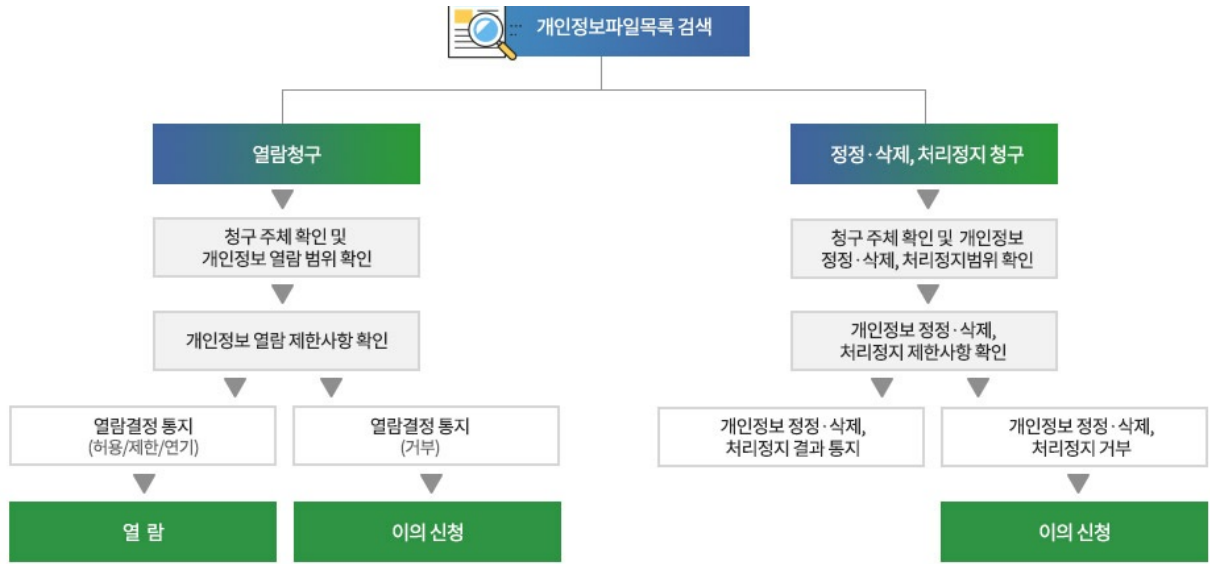 개인정보파일목록 검색
열람청구
청구 주체 확인 및
개인정보 열람 범위 확인
개인정보 열람 제한사항 확인
열람결정 통지
(허용/제한/연기)
열람결정 통지
(거부)
열 람
이의 신청
정정·삭제, 처리정지 청구
청구 주체 확인 및 개인정보
정정·삭제, 처리정지범위 확인
개인정보 정정·삭제,
처리정지 제한사항 확인
개인정보 정정·삭제,
처리정지 결과 통지
개인정보 정정·삭제,
처리정지 거부
이의 신청